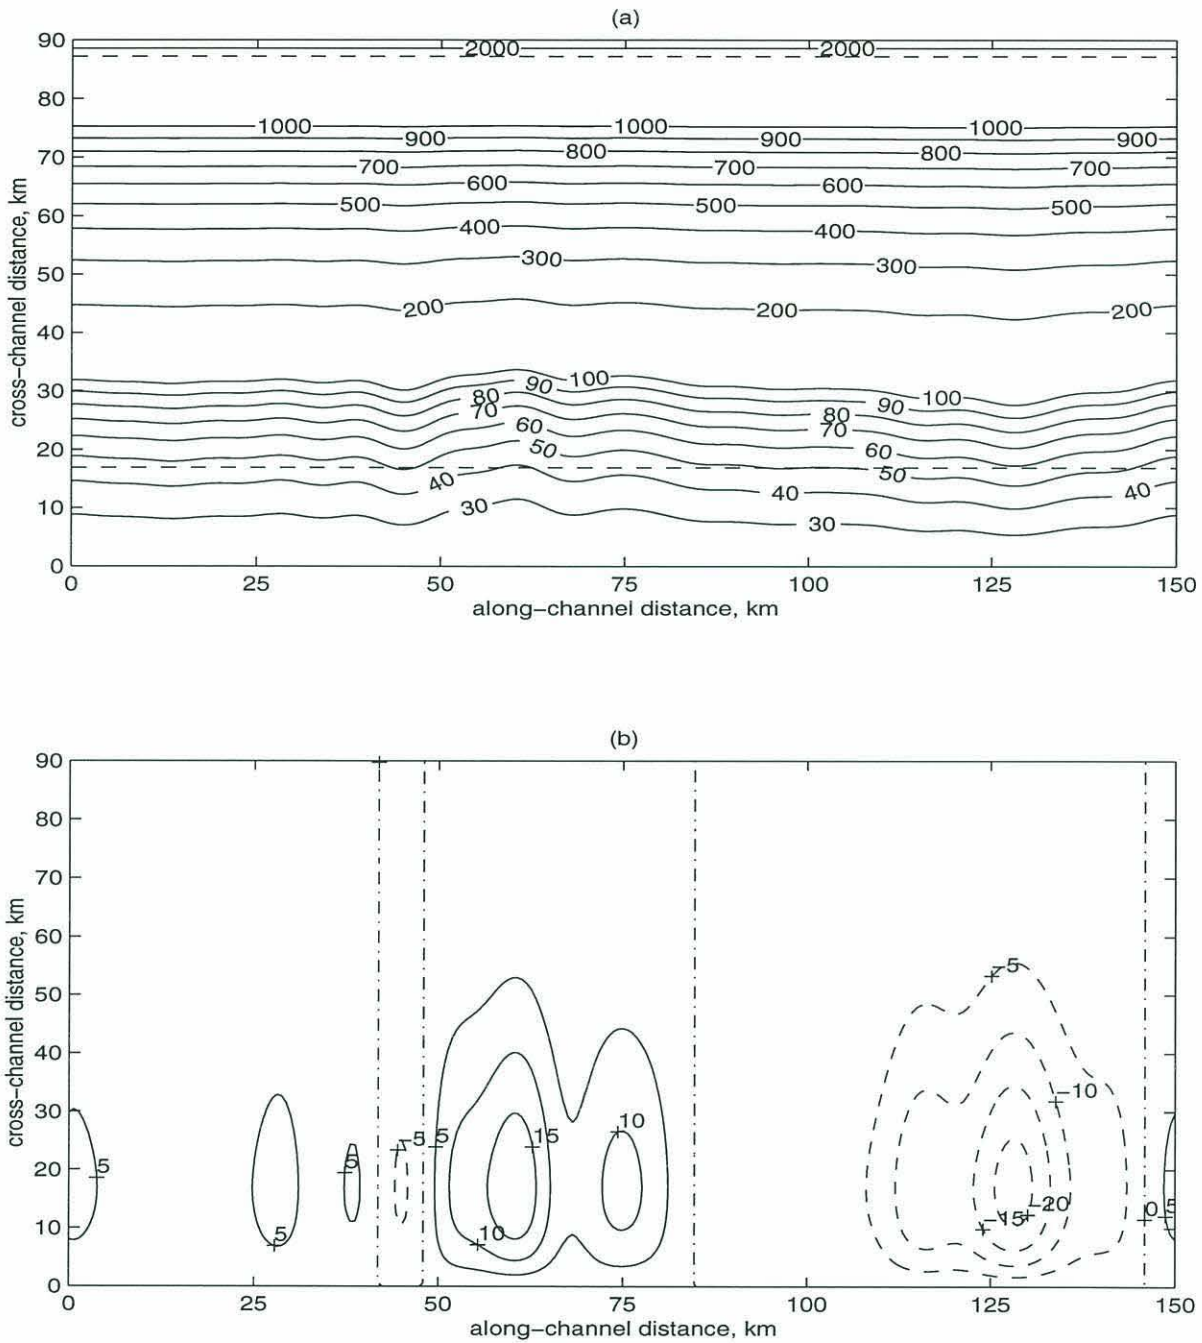 (a)
90
2000 2000
80
1000 1000 1000
900 900 900
800 800
70
700 700 700
600 600
500 500 500
60
400 400
300 300
50
200 200 200
40
100 100
30
90 90
80 80
70 70
60 60
20
50 50
40 40 40
10
30 30
0
0 25 50 75 100 125 150
cross-channel distance, km
along-channel distance, km
(b)
90
80
70
60
-5
50
40
-10
30
10
5 -5 5 15
20
5
-20
-15
0 5
10
5 10
0
0 25 50 75 100 125 150
cross-channel distance, km
along-channel distance, km